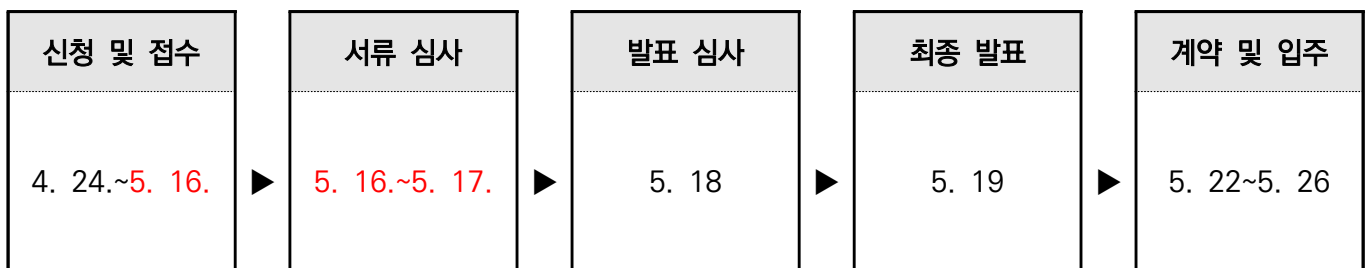 신청 및 접수
4. 24.~5. 16.
▶
서류 심사
5. 16.~5. 17.
▶
발표 심사
5. 18
▶
최종 발표
5. 19
▶
계약 및 입주
5. 22~5. 26